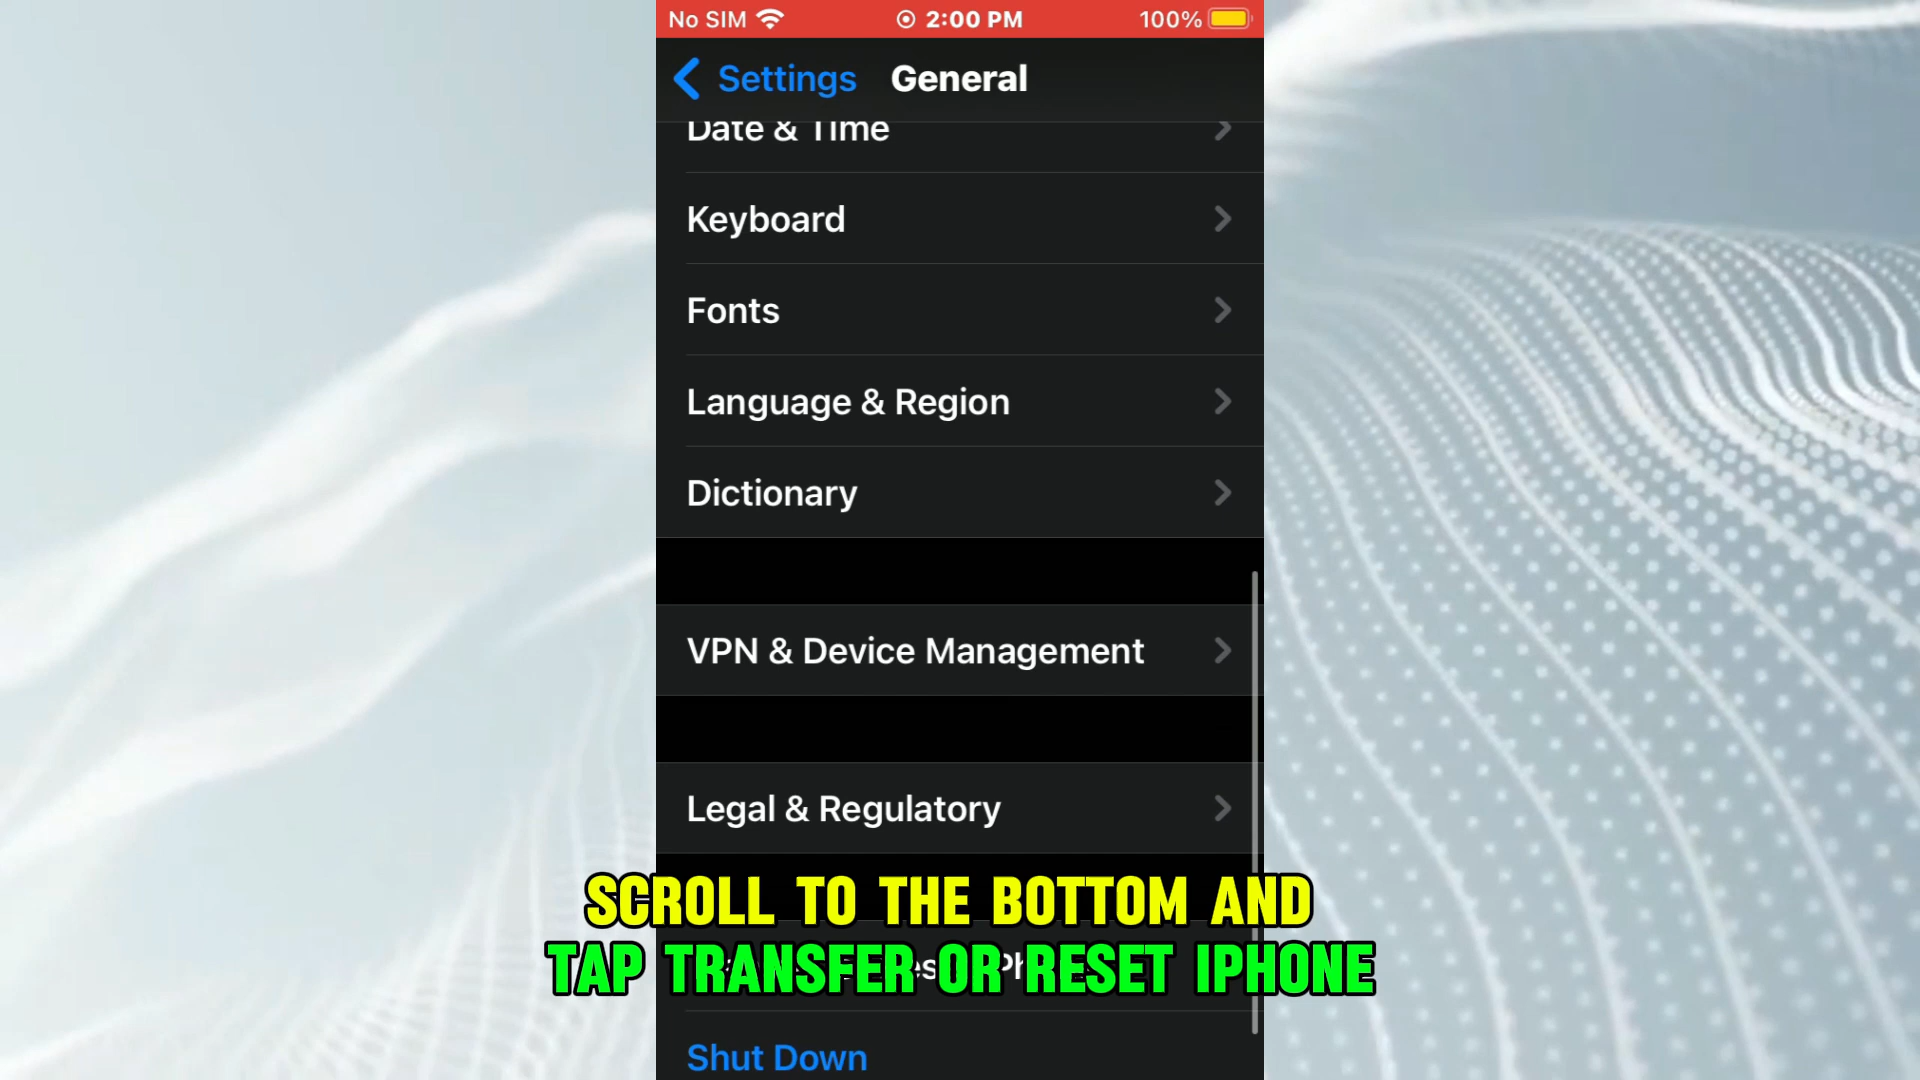 No SIM 2:00 PM 100%
Settings General
Date & Time
Keyboard
Fonts
Language & Region
Dictionary
VPN & Device Management
Legal & Regulatory
SCROLL TO THE BOTTOM AND
TAP TRANSFER OR RESET IPHONE
Shut Down